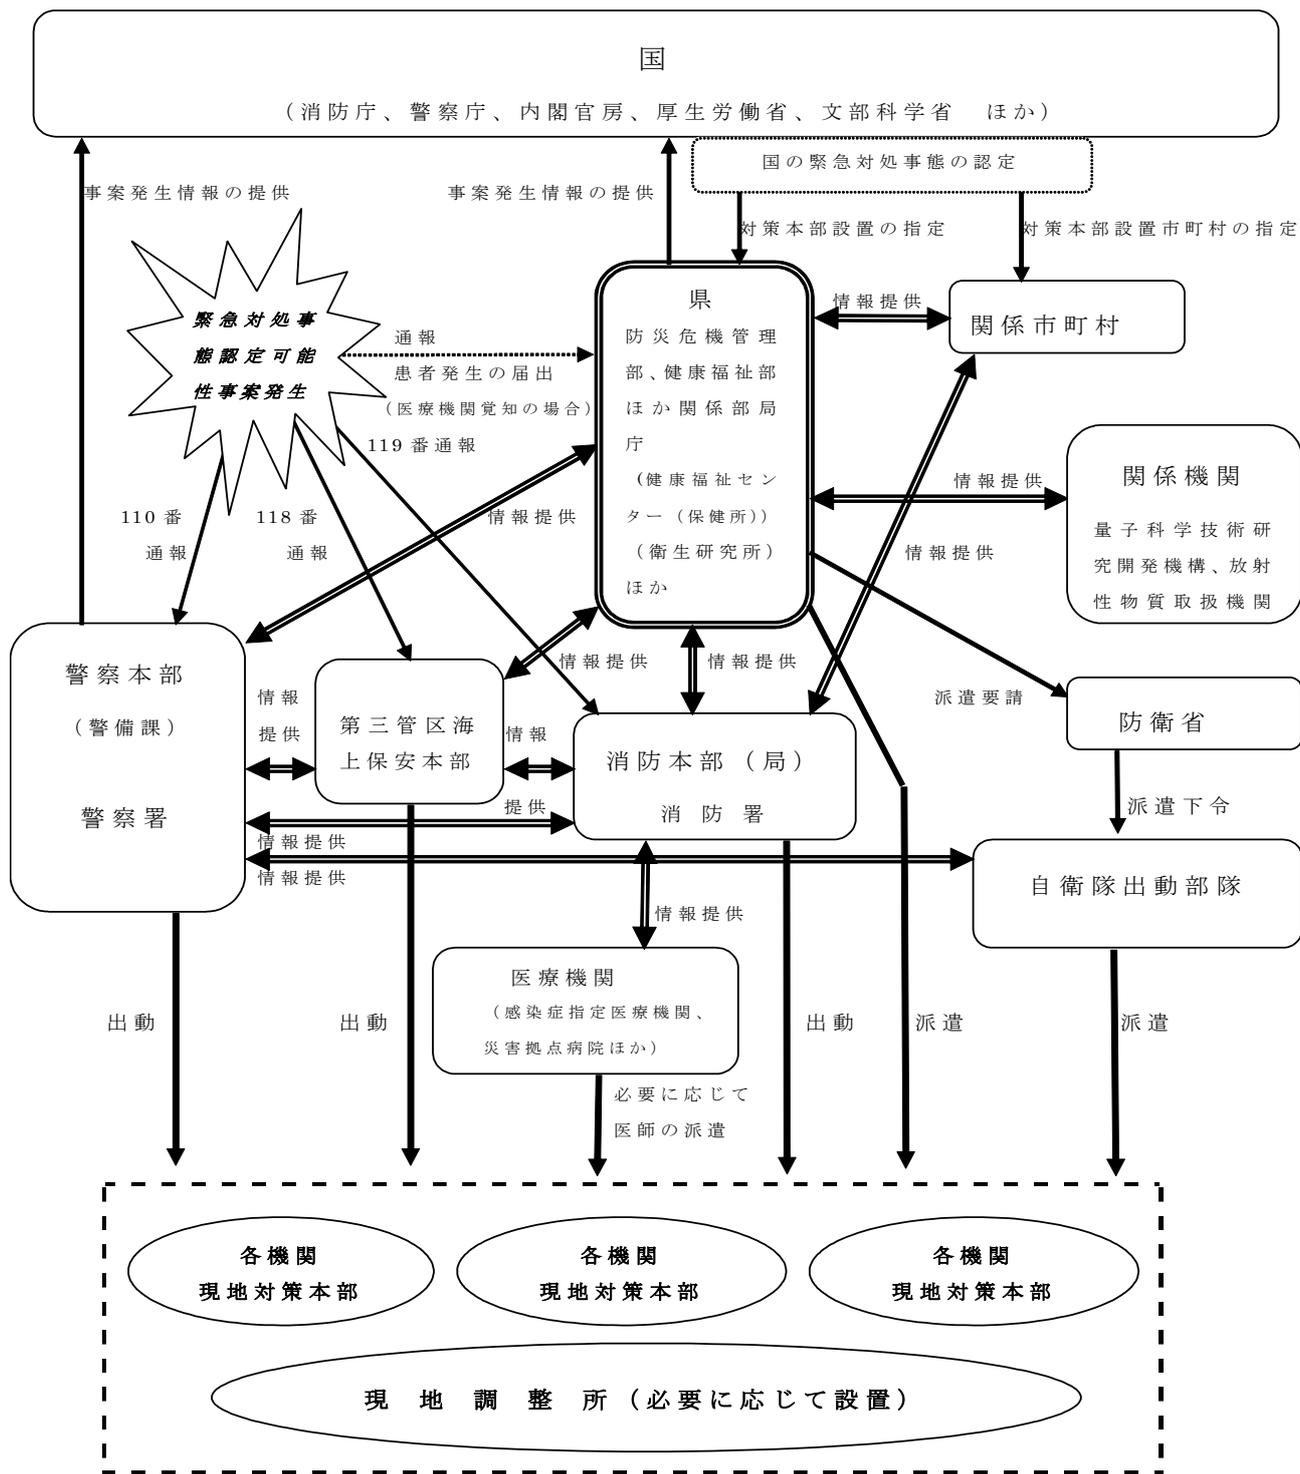 国
（消防庁、警察庁、内閣官房、厚生労働省、文部科学省　ほか）
国の緊急対処事態の認定
事案発生情報の提供
事案発生情報の提供
対策本部設置の指定
対策本部設置市町村の指定
緊急対処事
態認定可能
性事案発生
通報
患者発生の届出
（医療機関覚知の場合）
119番通報
県
防災危機管理
部、健康福祉部
ほか関係部局
庁
（健康福祉セン
ター（保健所））
（衛生研究所）
ほか
情報提供
関係市町村
情報提供
関係機関
量子科学技術研
究開発機構、放射
性物質取扱機関
110番
通報
118番
通報
情報提供
情報提供
情報提供
情報提供
派遣要請
警察本部
（警備課）
警察署
情報
提供
第三管区海
上保安本部
情報
提供
消防本部（局）
消防署
防衛省
派遣下令
情報提供
情報提供
自衛隊出動部隊
情報提供
医療機関
（感染症指定医療機関、
災害拠点病院ほか）
出動
出動
出動
派遣
派遣
必要に応じて
医師の派遣
各機関
現地対策本部
各機関
現地対策本部
各機関
現地対策本部
現　地　調　整　所（必要に応じて設置）